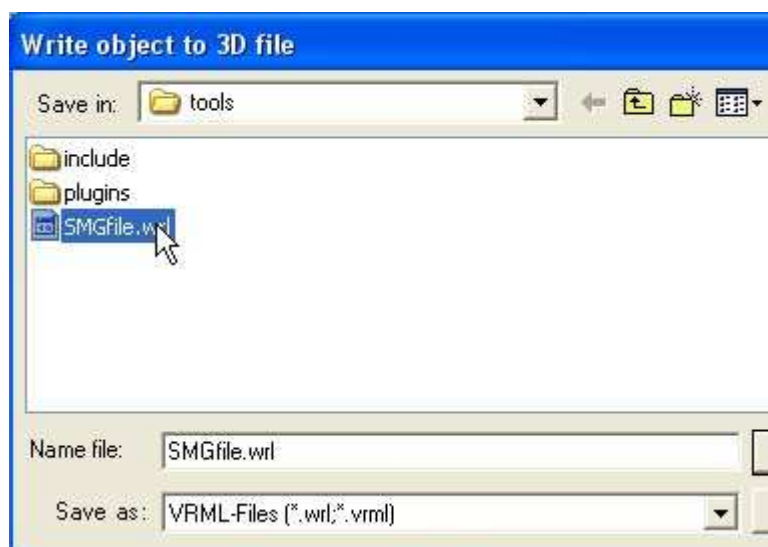 Write object to 3D file
Save in: tools
include
plugins
SMGfile.wrl
Name file: SMGfile.wrl
Save as: VRML-Files (*.wrl;*.vrml)